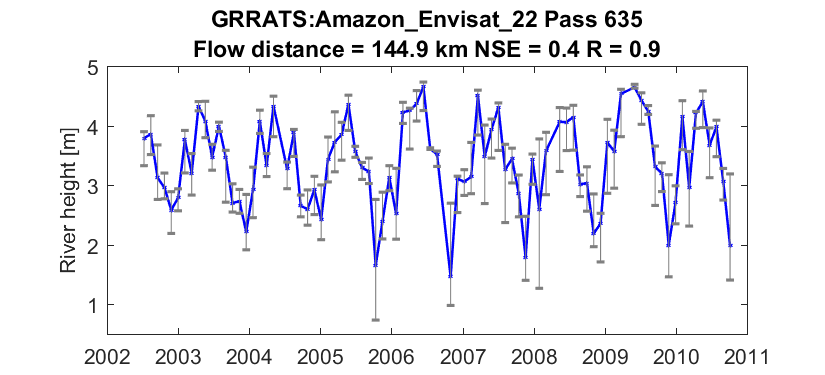 GRRATS:Amazon_Envisat_22 Pass 635
Flow distance = 144.9 km NSE = 0.4 R = 0.9
River height [m]
5
4
3
2
1
2002 2003 2004 2005 2006 2007 2008 2009 2010 2011